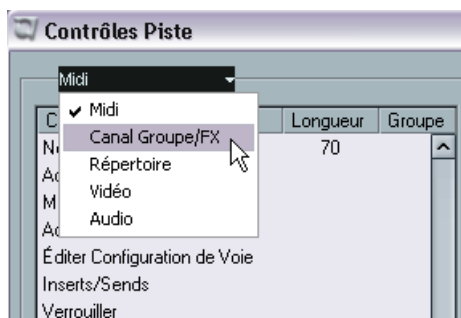 Contrôles Piste
Midi
Midi
Canal Groupe/FX
Répertoire
Vidéo
Audio
Longueur Groupe
70
Éditer Configuration de Voie
Inserts/Sends
Verrouiller